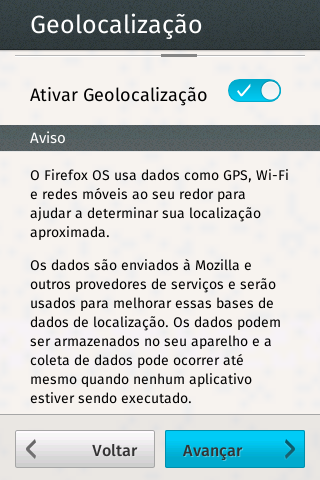 Geolocalização
Ativar Geolocalização
Aviso
O Firefox OS usa dados como GPS, Wi-Fi
e redes móveis ao seu redor para
ajudar a determinar sua localização
aproximada.
Os dados são enviados à Mozilla e
outros provedores de serviços e serão
usados para melhorar essas bases de
dados de localização. Os dados podem
ser armazenados no seu aparelho e a
coleta de dados pode ocorrer até
mesmo quando nenhum aplicativo
estiver sendo executado.
Voltar
Avançar